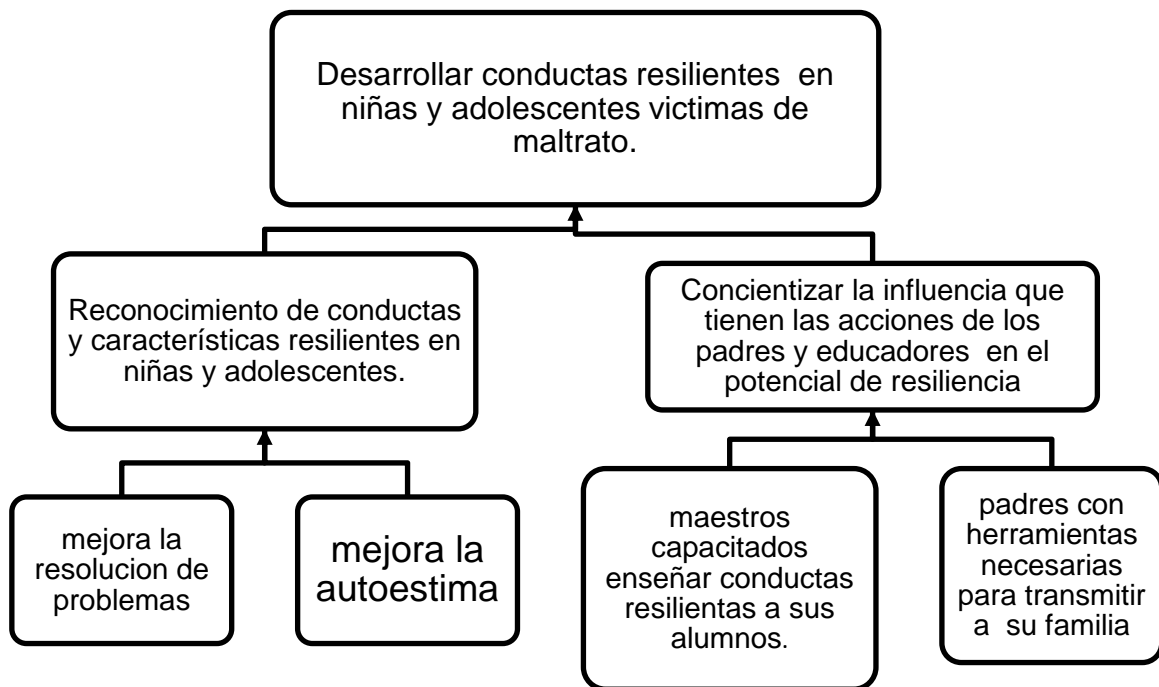 Desarrollar conductas resilientes en
niñas y adolescentes victimas de
maltrato.
Reconocimiento de conductas
y características resilientes en
niñas y adolescentes.
Concientizar la influencia que
tienen las acciones de los
padres y educadores en el
potencial de resiliencia
mejora la
resolucion de
problemas
mejora la
autoestima
maestros
capacitados
enseñar conductas
resilientas a sus
alumnos.
padres con
herramientas
necesarias
para transmitir
a su familia